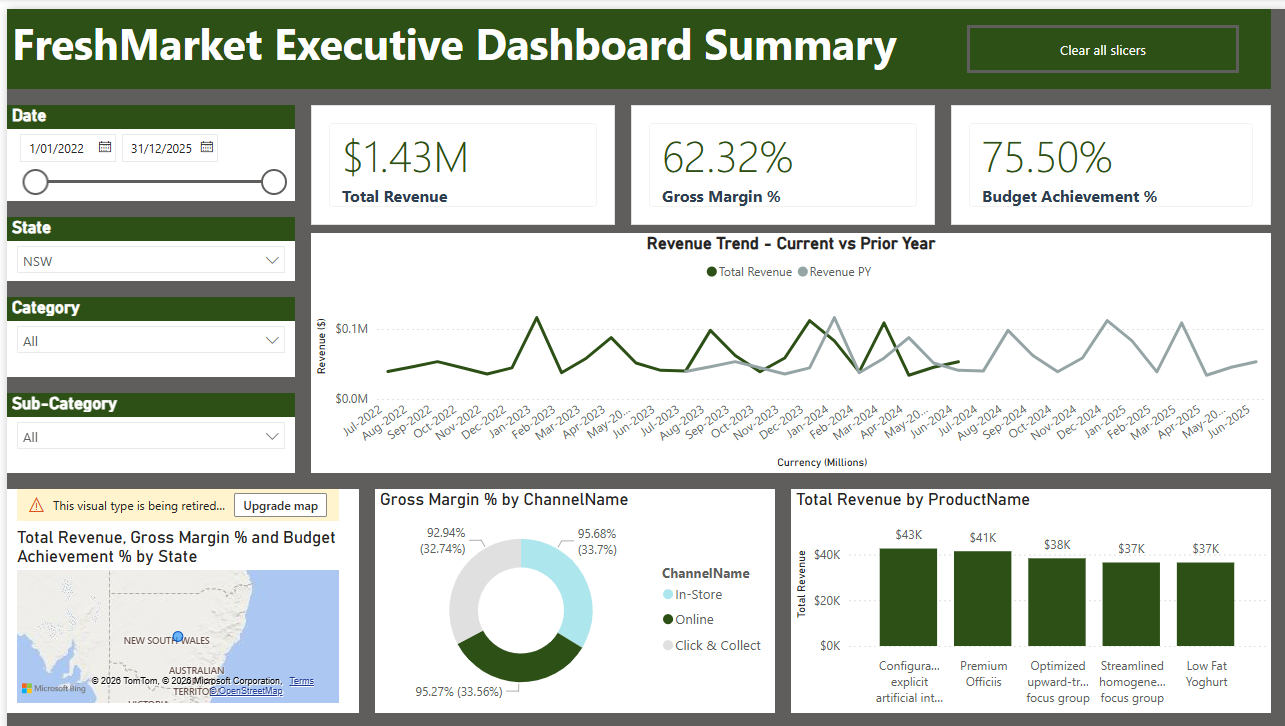 FreshMarket Executive Dashboard Summary
Clear all slicers
Date
1/01/2022
31/12/2025
State
NSW
Category
All
Sub-Category
All
$1.43M
Total Revenue
62.32%
Gross Margin %
75.50%
Budget Achievement %
Revenue Trend - Current vs Prior Year
Total Revenue
Revenue PY
Revenue ($)
$0.1M
$0.0M
Jul-2022
Aug-2022
Sep-2022
Oct-2022
Nov-2022
Dec-2022
Jan-2023
Feb-2023
Mar-2023
Apr-2023
May-20...
Jun-2023
Jul-2023
Aug-2023
Sep-2023
Oct-2023
Nov-2023
Dec-2023
Jan-2024
Feb-2024
Mar-2024
Apr-2024
May-20...
Jun-2024
Jul-2024
Aug-2024
Sep-2024
Oct-2024
Nov-2024
Dec-2024
Jan-2025
Feb-2025
Mar-2025
Apr-2025
May-20...
Jun-2025
Currency (Millions)
This visual type is being retired...
Upgrade map
Total Revenue, Gross Margin % and Budget
Achievement % by State
NEW SOUTH WALES
AUSTRALIAN
TERRITO
© 2026 TomTom, © 2026 Microsoft Corporation,
Terms
© OpenStreetMap
Microsoft Bing
Gross Margin % by ChannelName
92.94%
(32.74%)
95.68%
(33.7%)
95.27% (33.56%)
ChannelName
In-Store
Online
Click & Collect
Total Revenue by ProductName
Total Revenue
$40K
$20K
$0K
$43K
$41K
$38K
$37K
$37K
Configura...
explicit
artificial int...
Premium
Officiis
Optimized
upward-tr...
focus group
Streamlined
homogene...
focus group
Low Fat
Yoghurt